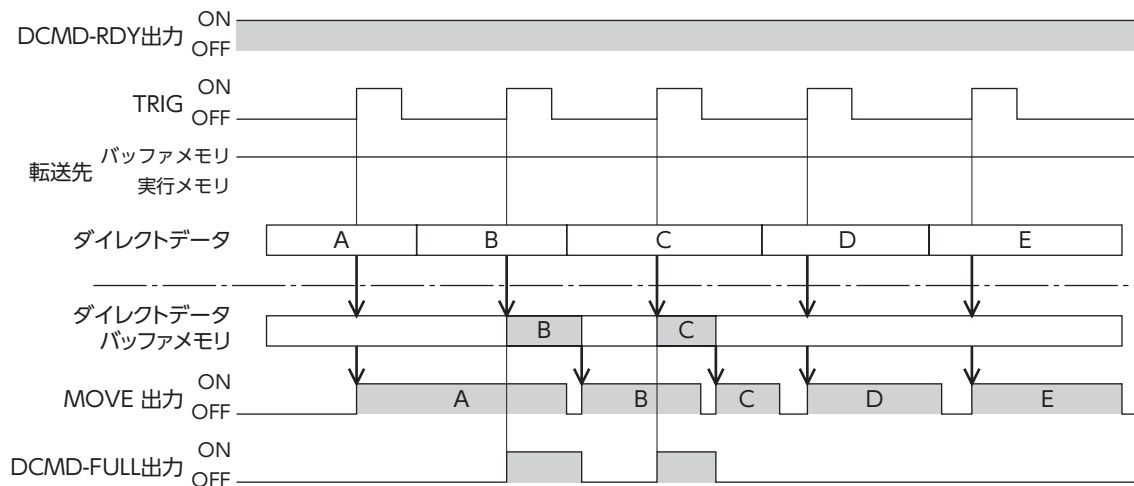 DCMD-RDY出力 ON
OFF
TRIG ON
OFF
転送先 バッファメモリ
実行メモリ
ダイレクトデータ A B C D E
ダイレクトデータ
バッファメモリ B C
MOVE 出力 ON
OFF A B C D E
DCMD-FULL出力 ON
OFF